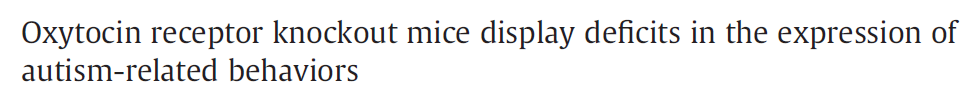 Oxytocin receptor knockout mice display deficits in the expression of
autism-related behaviors